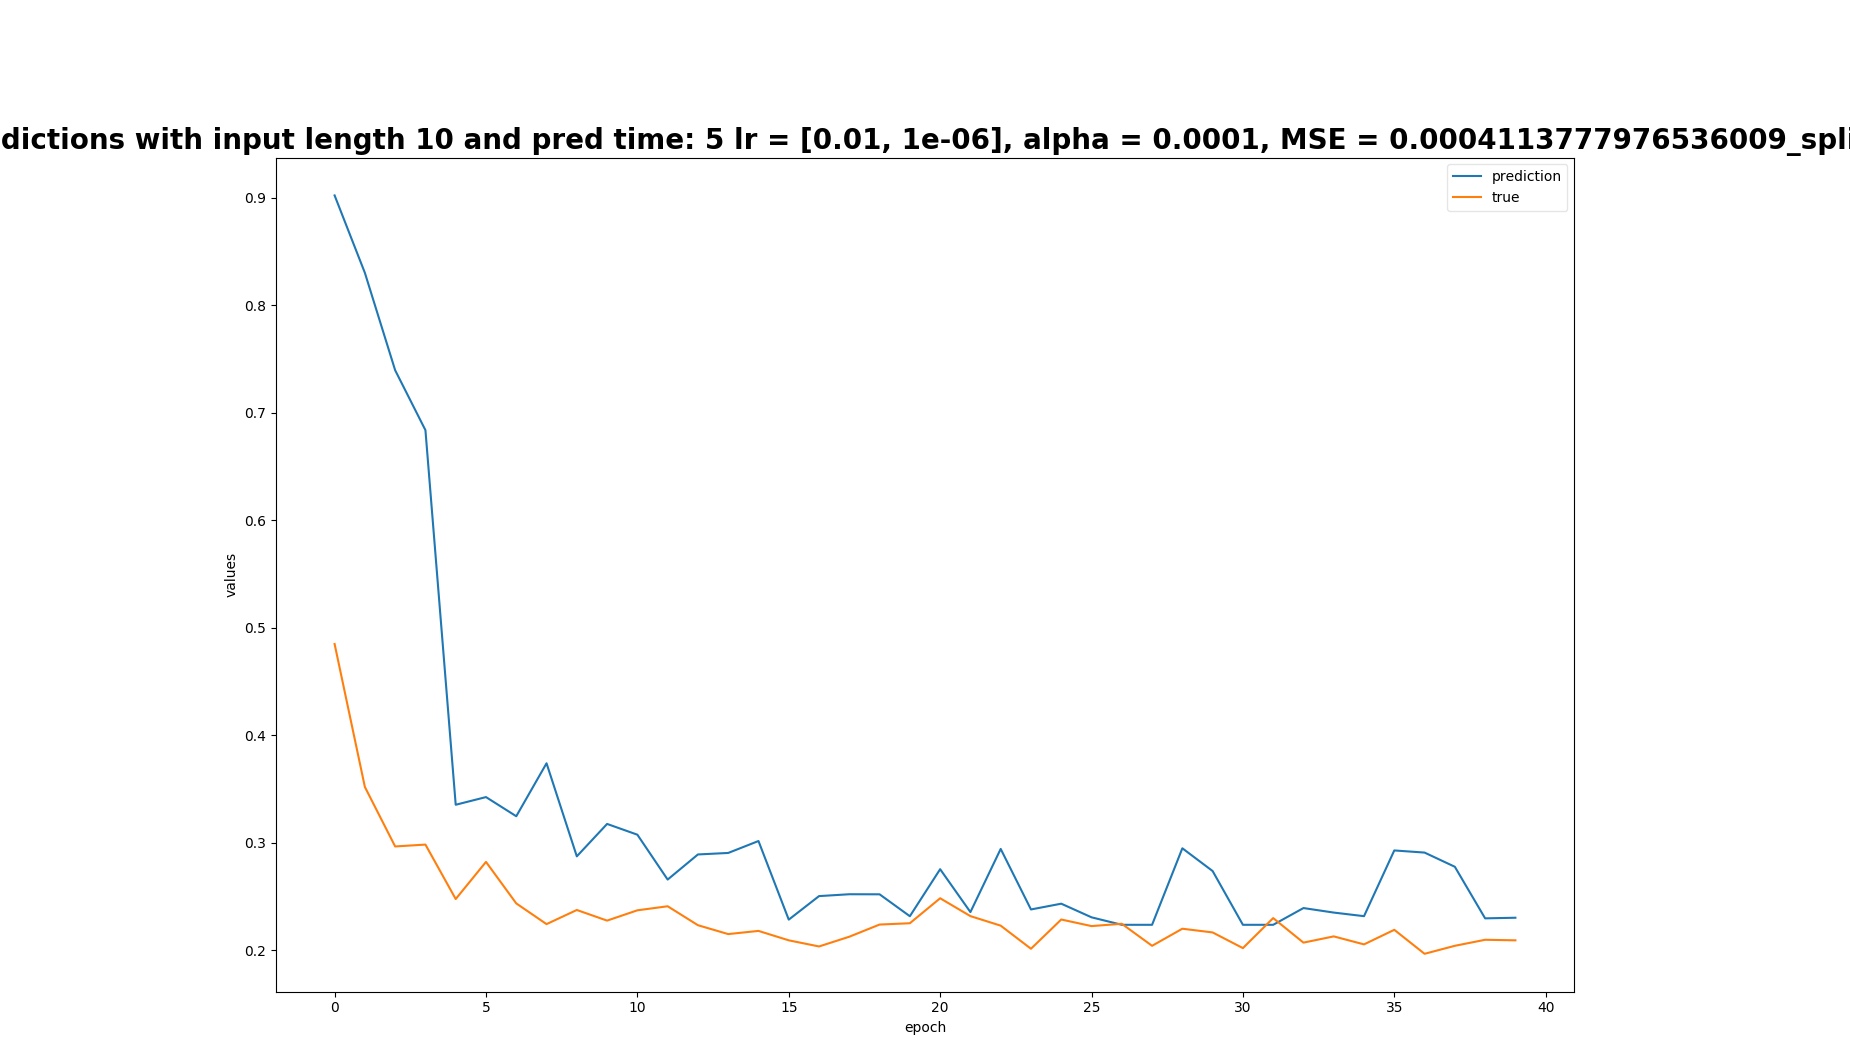 dictions with input length 10 and pred time: 5 lr = [0.01, 1e-06], alpha = 0.0001, MSE = 0.0004113777976536009_spli
prediction
true
0.9
0.8
0.7
0.6
0.5
0.4
0.3
0.2
values
0 5 10 15 20 25 30 35 40
epoch